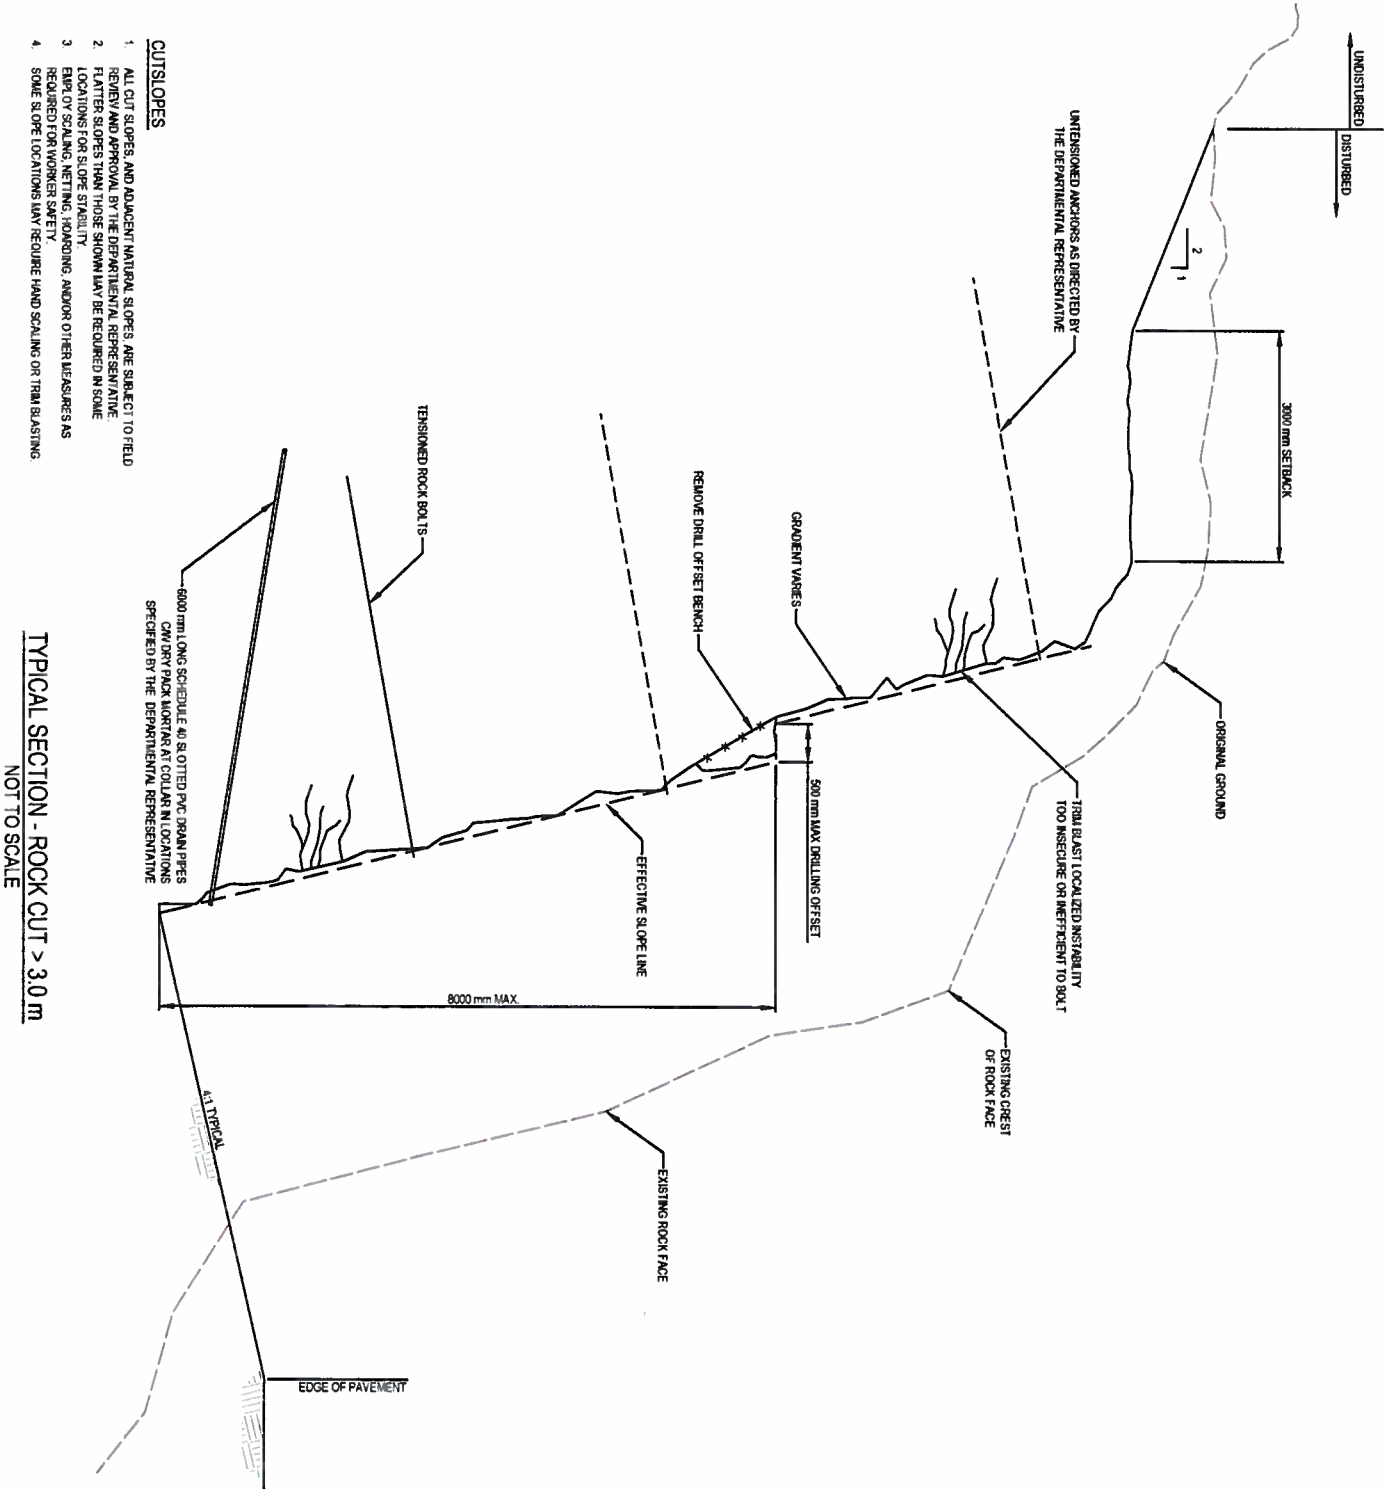 UNDISTURBED
DISTURBED
2
1
3000 mm SETBACK
UNTENSIONED ANCHORS AS DIRECTED BY
THE DEPARTMENTAL REPRESENTATIVE
ORIGINAL GROUND
TRIM BLAST LOCALIZED INSTABILITY
TOO INSECURE OR INEFFICIENT TO BOLT
GRADIENT VARIES
REMOVE DRILL OFFSET BENCH
500 mm MAX DRILLING OFFSET
EXISTING CREST
OF ROCK FACE
EFFECTIVE SLOPE LINE
8000 mm MAX.
TENSIONED ROCK BOLTS
EXISTING ROCK FACE
6000 mm LONG SCHEDULE 40 SLOTTED PVC DRAIN PIPES
C/W DRY PACK MORTAR AT COLLAR IN LOCATIONS
SPECIFIED BY THE DEPARTMENTAL REPRESENTATIVE
4:1 TYPICAL
EDGE OF PAVEMENT
CUTSLOPES
1. ALL CUT SLOPES, AND ADJACENT NATURAL SLOPES, ARE SUBJECT TO FIELD
REVIEW AND APPROVAL BY THE DEPARTMENTAL REPRESENTATIVE.
2. FLATTER SLOPES THAN THOSE SHOWN MAY BE REQUIRED IN SOME
LOCATIONS FOR SLOPE STABILITY.
3. EMPLOY SCALING, NETTING, HOARDING, AND/OR OTHER MEASURES AS
REQUIRED FOR WORKER SAFETY.
4. SOME SLOPE LOCATIONS MAY REQUIRE HAND SCALING OR TRIM BLASTING.
TYPICAL SECTION - ROCK CUT > 3.0 m
NOT TO SCALE